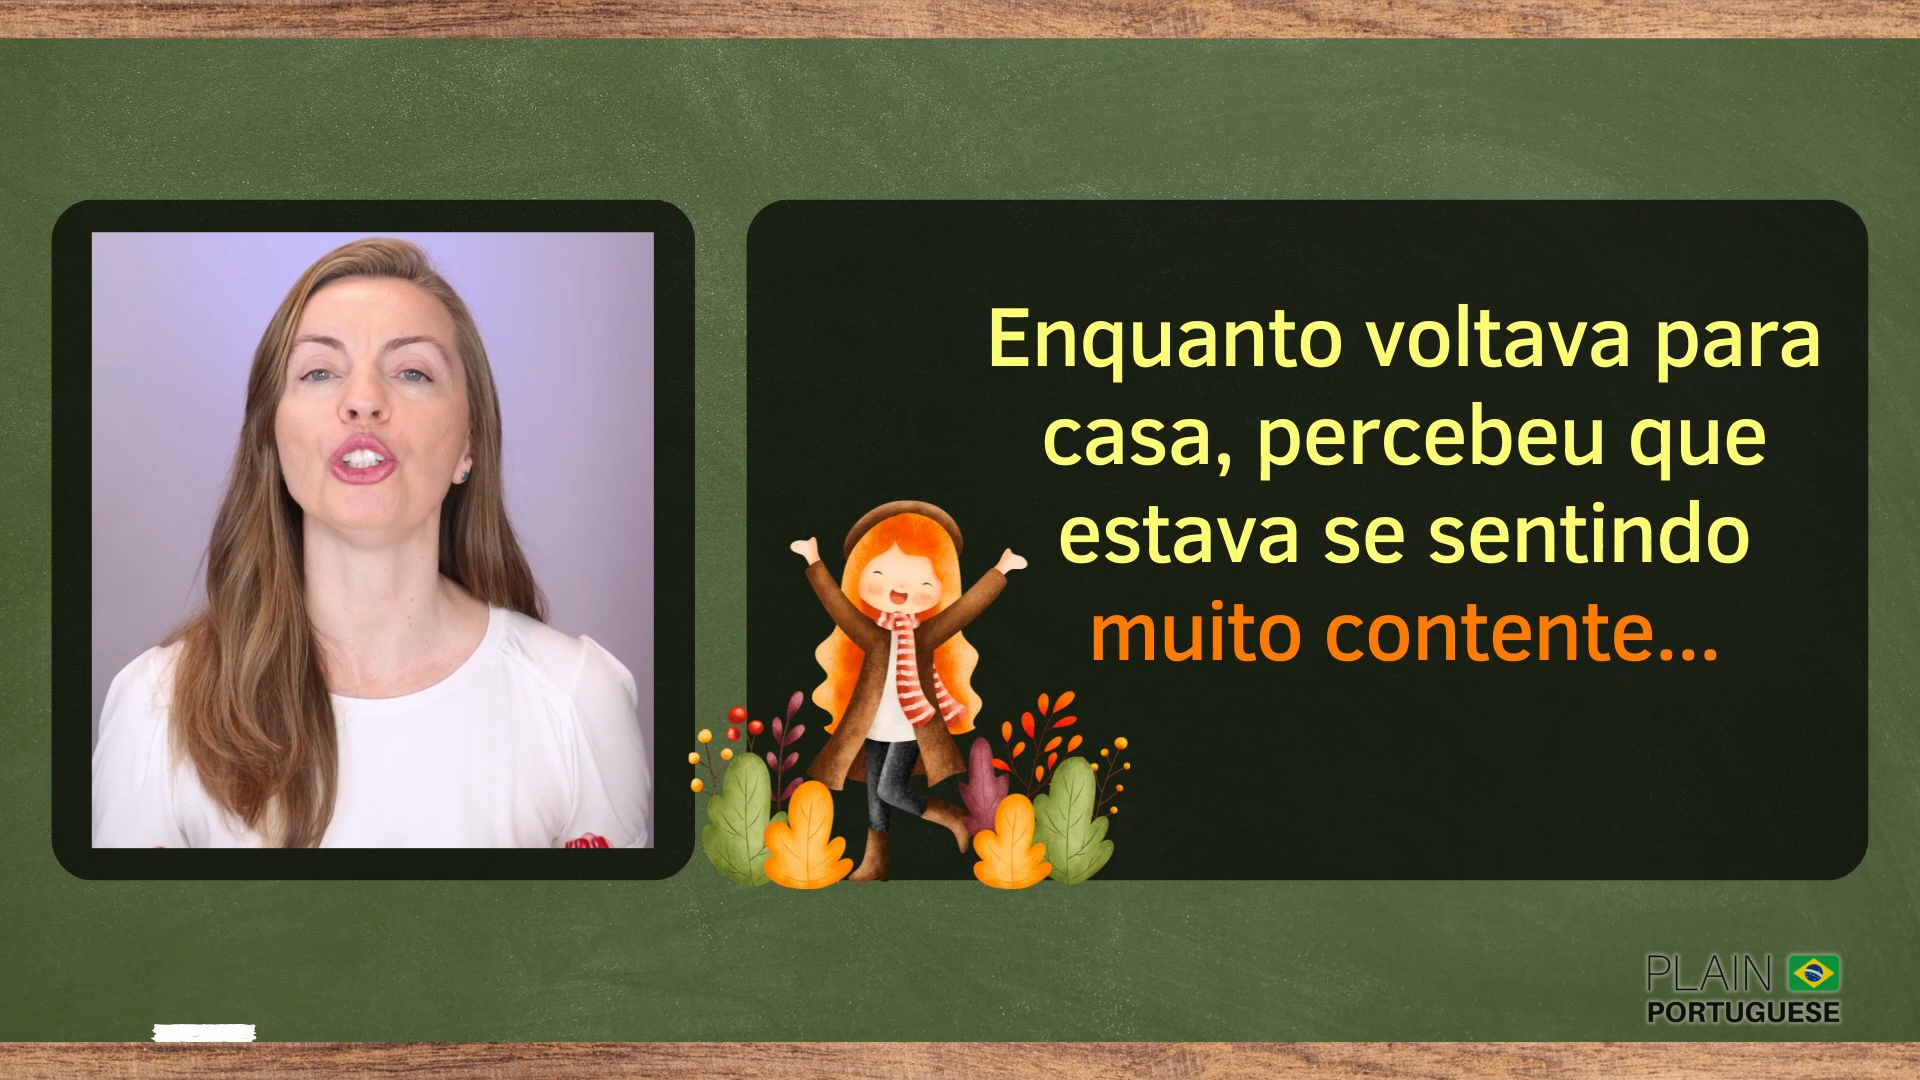 Enquanto voltava para
casa, percebeu que
estava se sentindo
muito contente...
PLAIN
PORTUGUESE